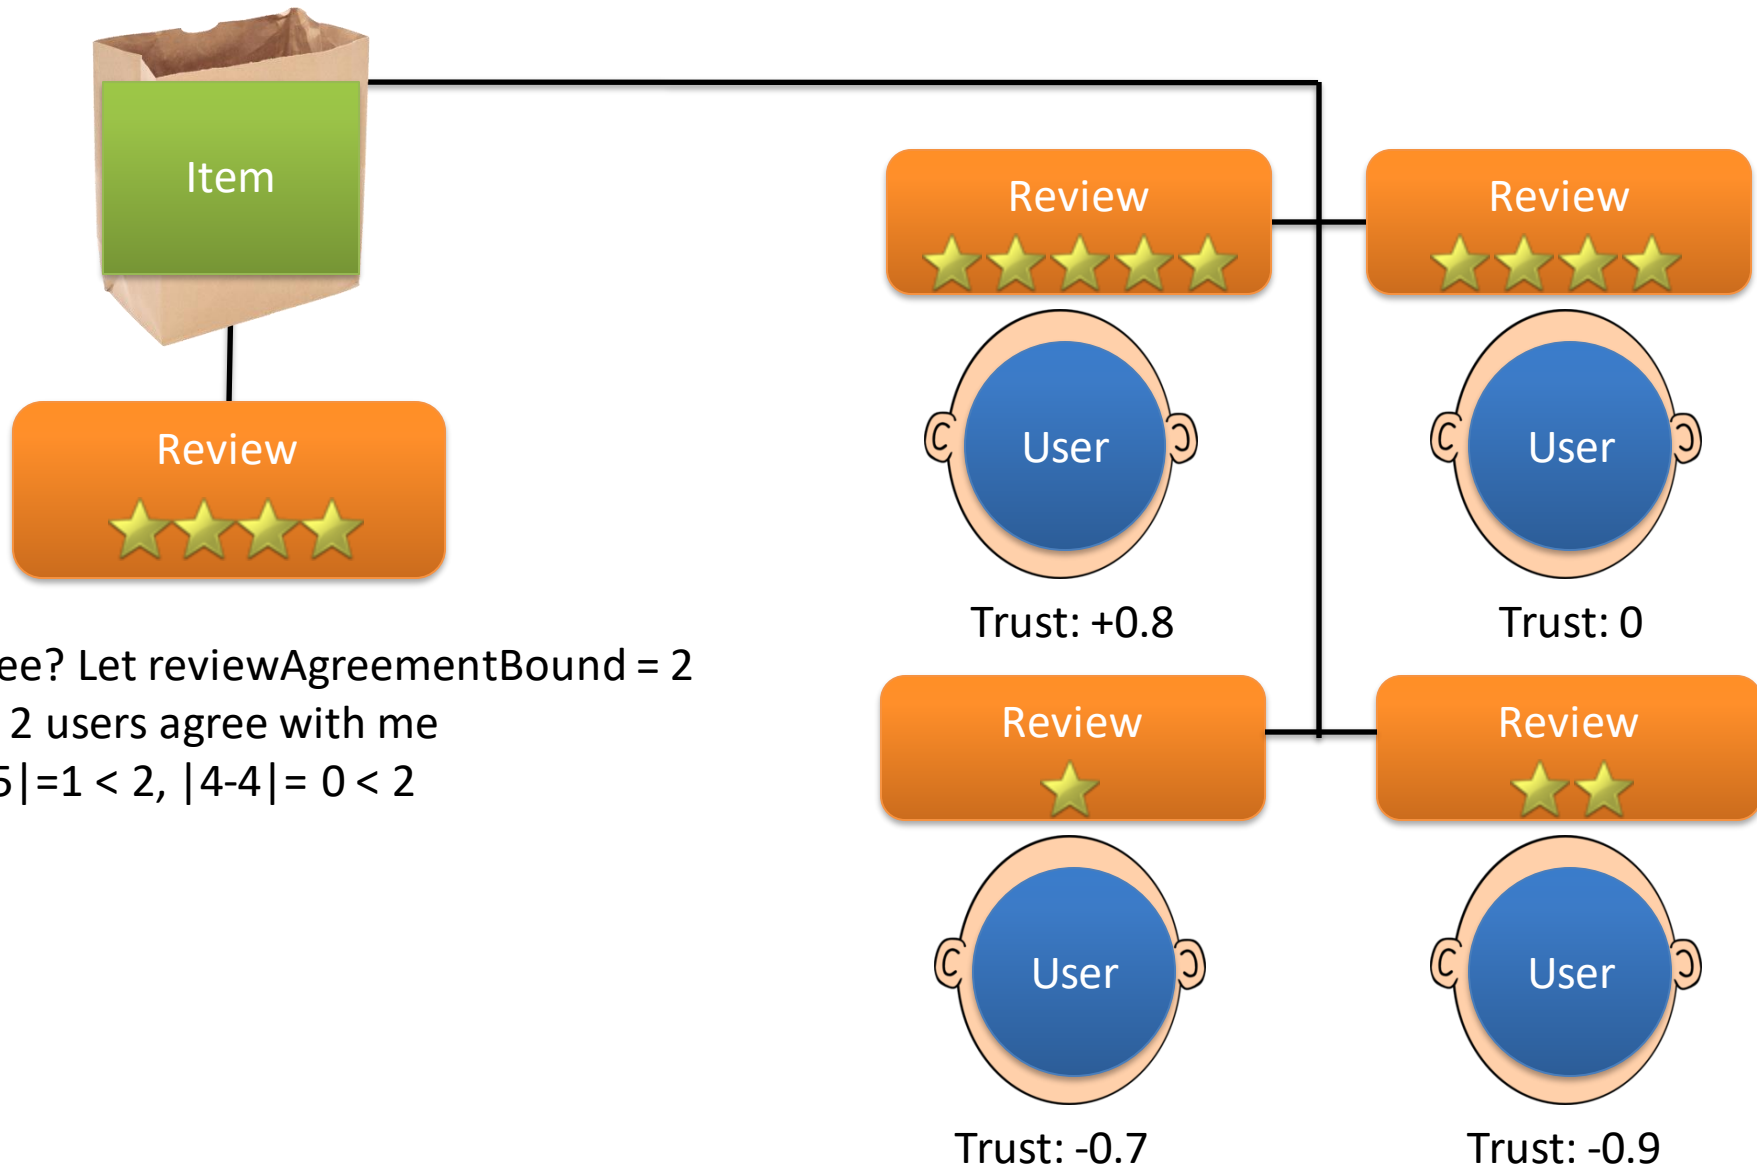 Item
Review
Review
Review
User
User
Trust: +0.8
Trust: 0
ee? Let reviewAgreementBound = 2
2 users agree with me
5|=1 < 2, |4-4|= 0 < 2
Review
Review
User
User
Trust: -0.7
Trust: -0.9